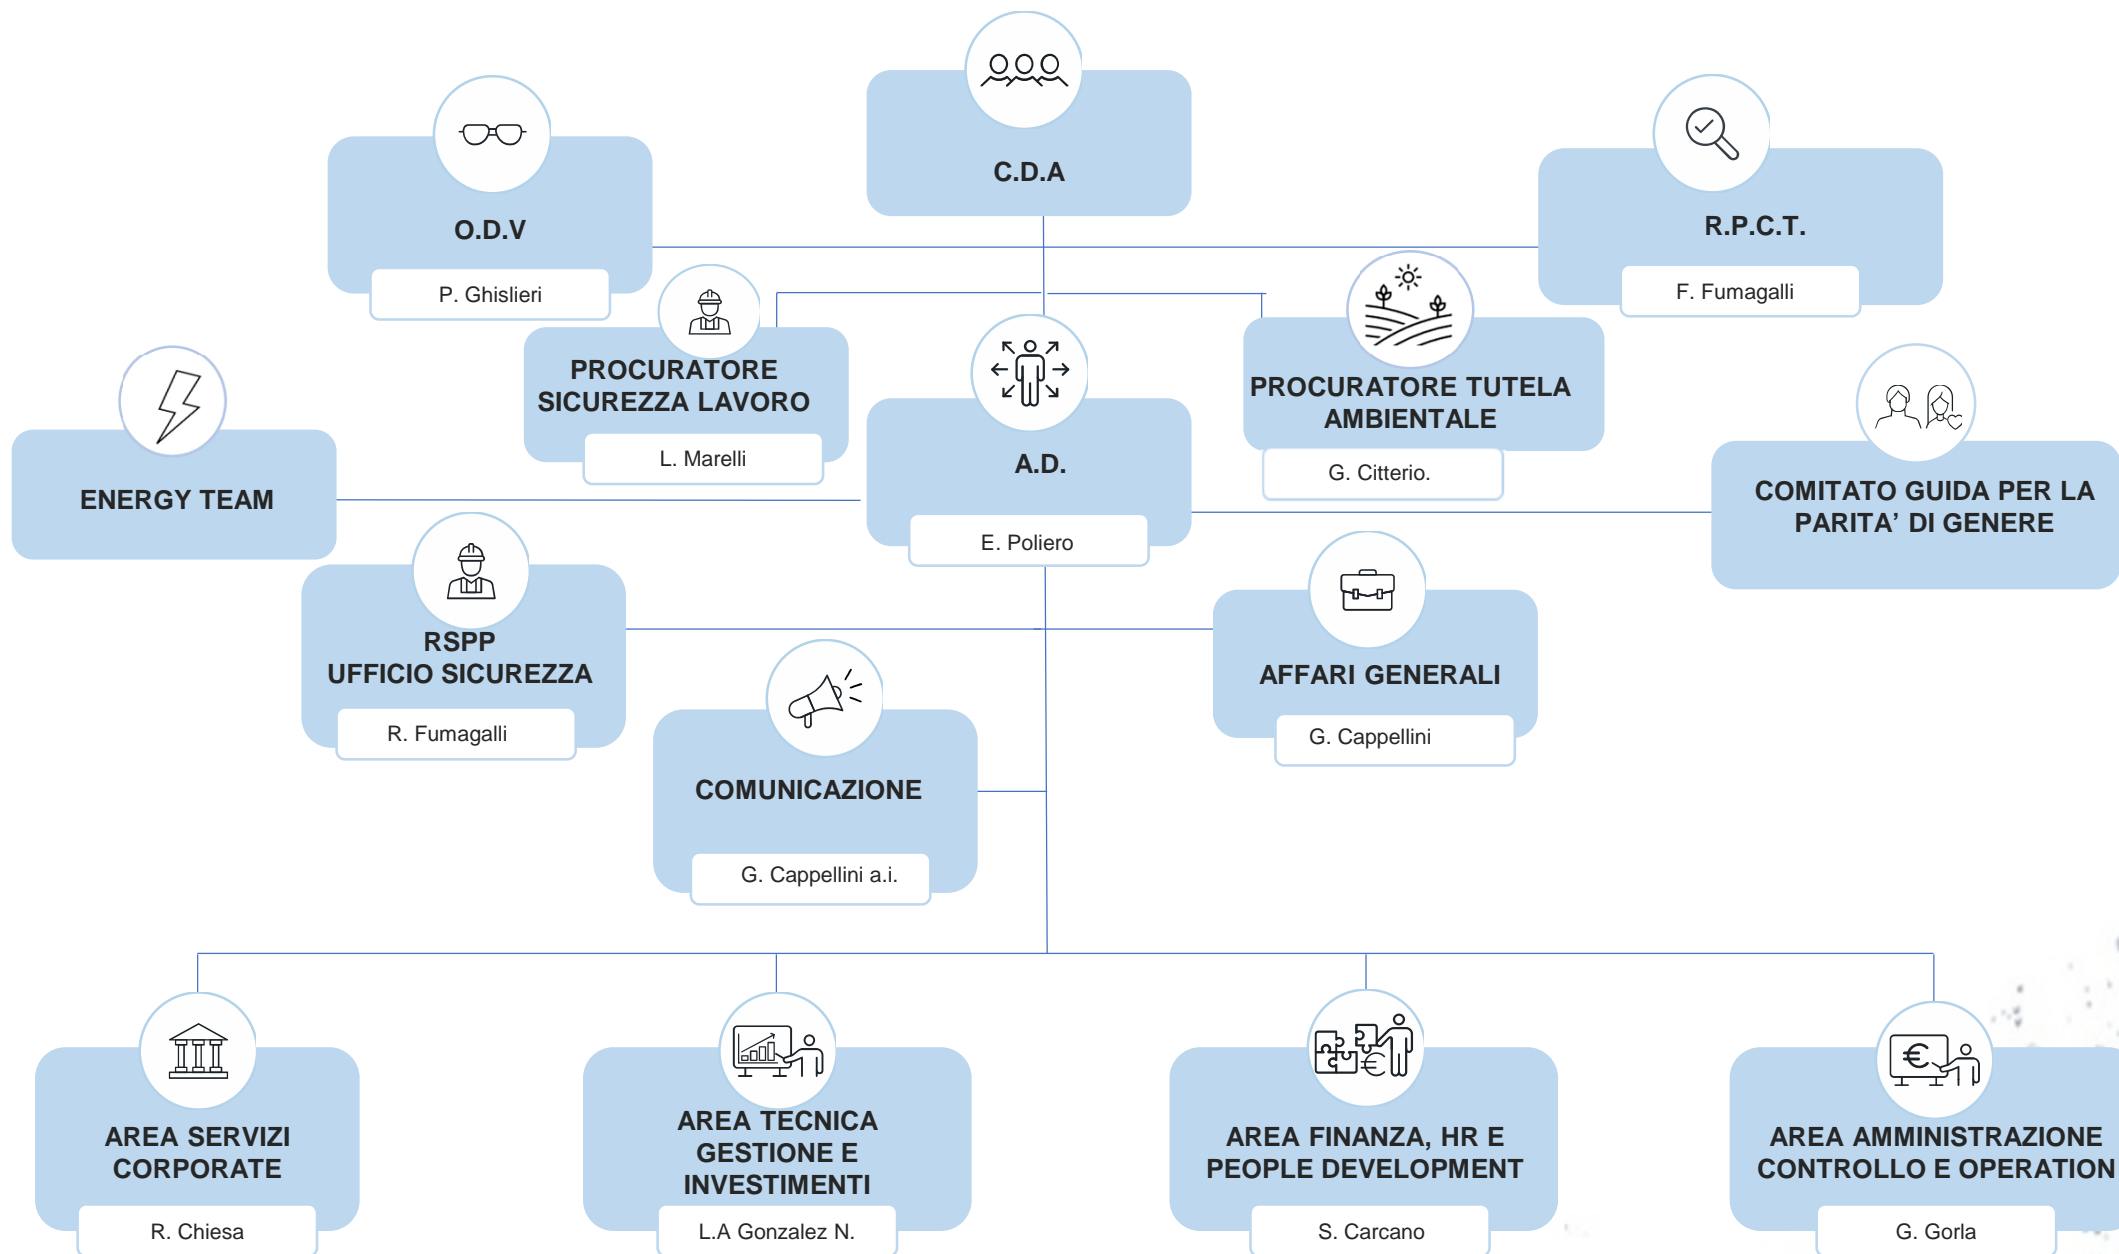 C.D.A
O.D.V
P. Ghislieri
R.P.C.T.
F. Fumagalli
PROCURATORE
SICUREZZA LAVORO
L. Marelli
PROCURATORE TUTELA
AMBIENTALE
G. Citterio.
ENERGY TEAM
A.D.
E. Poliero
COMITATO GUIDA PER LA
PARITA’ DI GENERE
RSPP
UFFICIO SICUREZZA
R. Fumagalli
AFFARI GENERALI
G. Cappellini
COMUNICAZIONE
G. Cappellini a.i.
AREA SERVIZI
CORPORATE
R. Chiesa
AREA TECNICA
GESTIONE E
INVESTIMENTI
L.A Gonzalez N.
AREA FINANZA, HR E
PEOPLE DEVELOPMENT
S. Carcano
AREA AMMINISTRAZIONE
CONTROLLO E OPERATION
G. Gorla